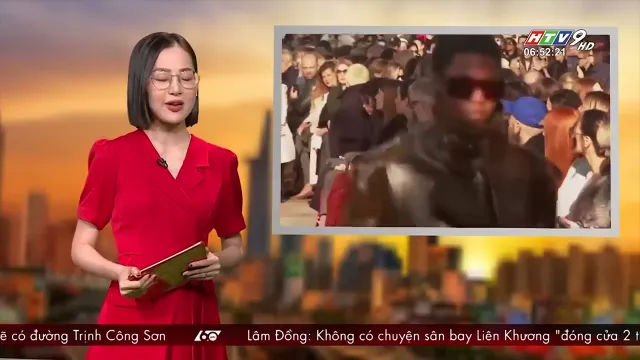 HTV9 HD
06:52:21
ẽ có đường Trịnh Công Sơn
60
Lâm Đồng: Không có chuyện sân bay Liên Khương "đóng cửa 2 t